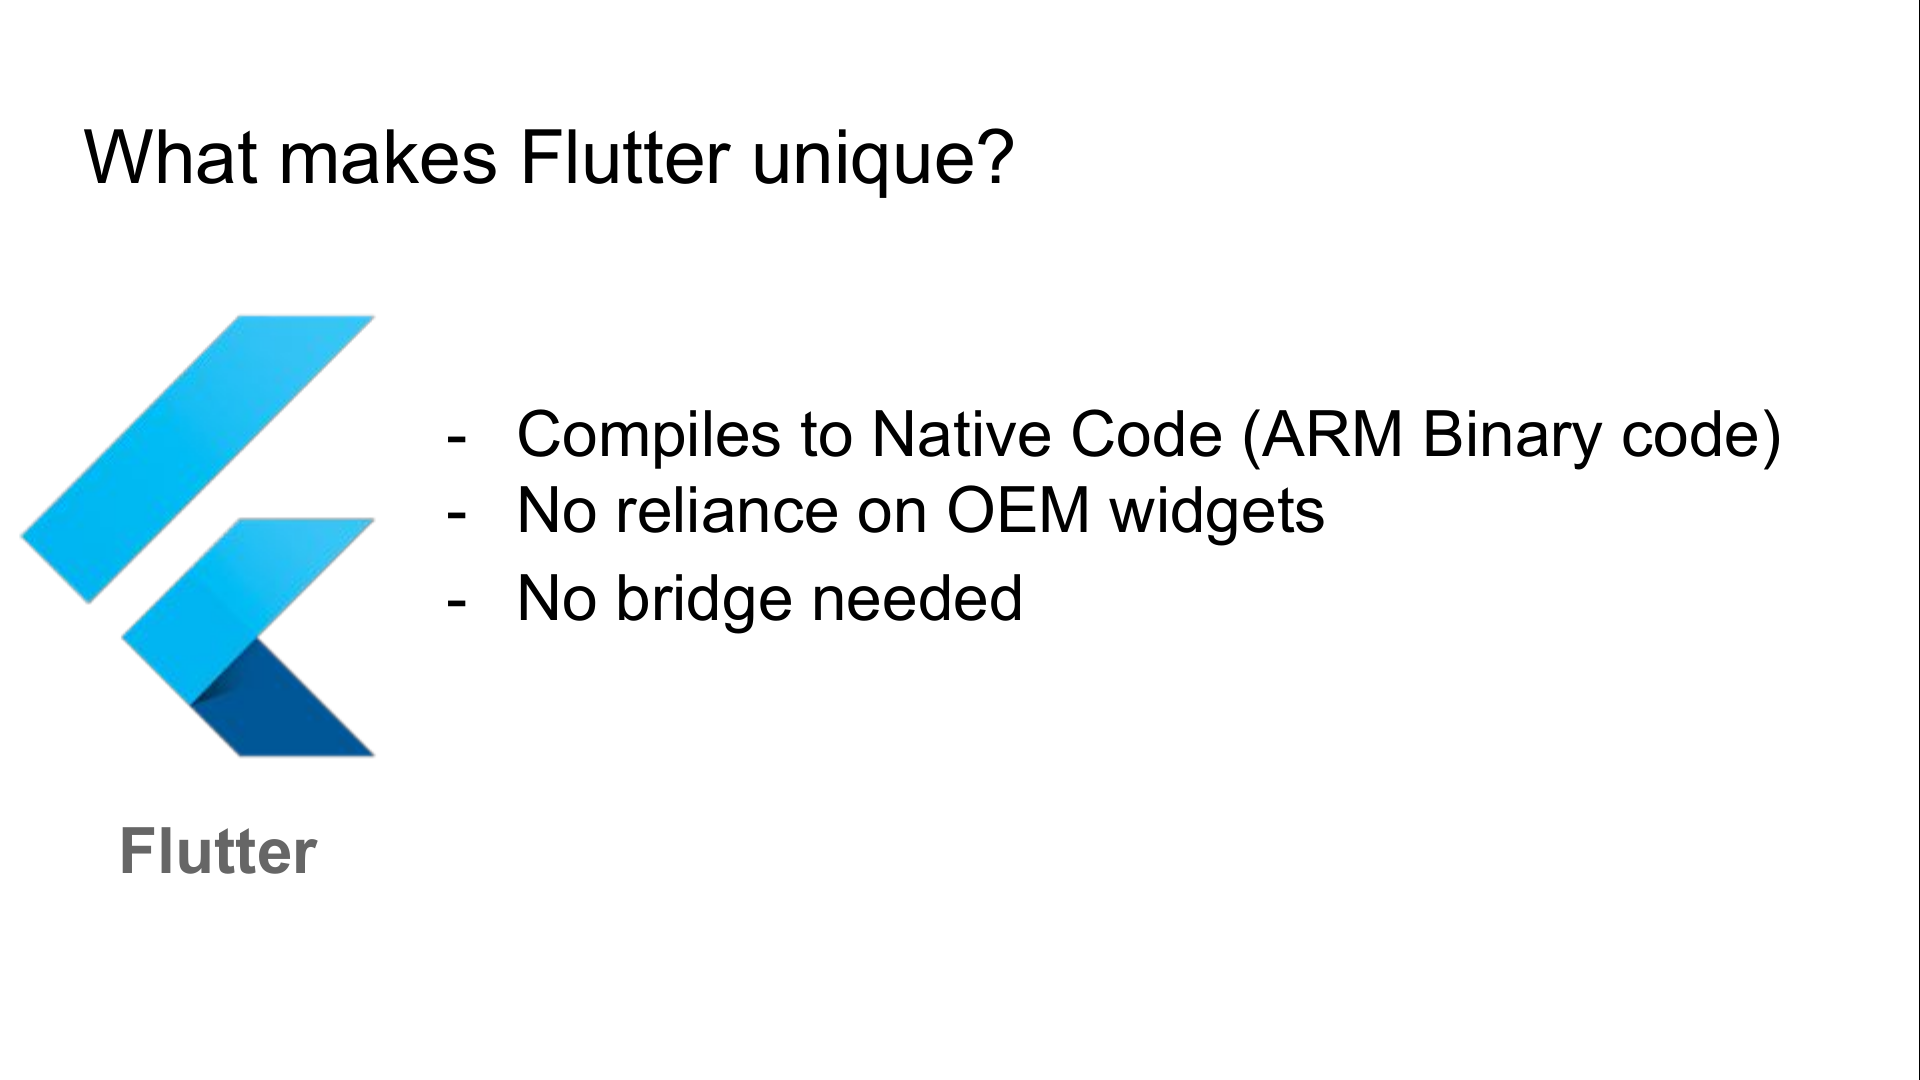 What makes Flutter unique?
- Compiles to Native Code (ARM Binary code)
- No reliance on OEM widgets
- No bridge needed
Flutter